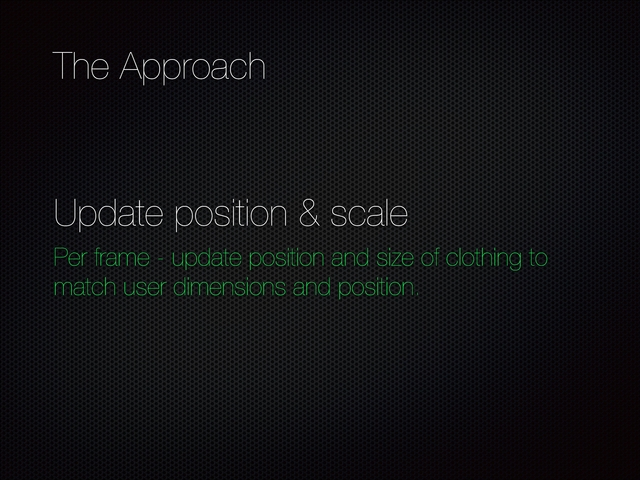 The Approach
Update position & scale
Per frame - update position and size of clothing to
match user dimensions and position.